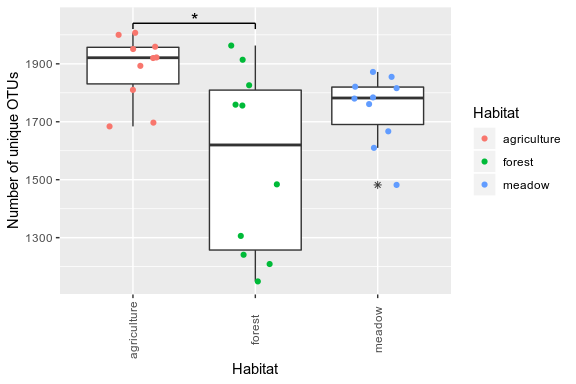 *
1900
1700
1500
1300
Number of unique OTUs
agriculture
forest
meadow
Habitat
Habitat
agriculture
forest
meadow